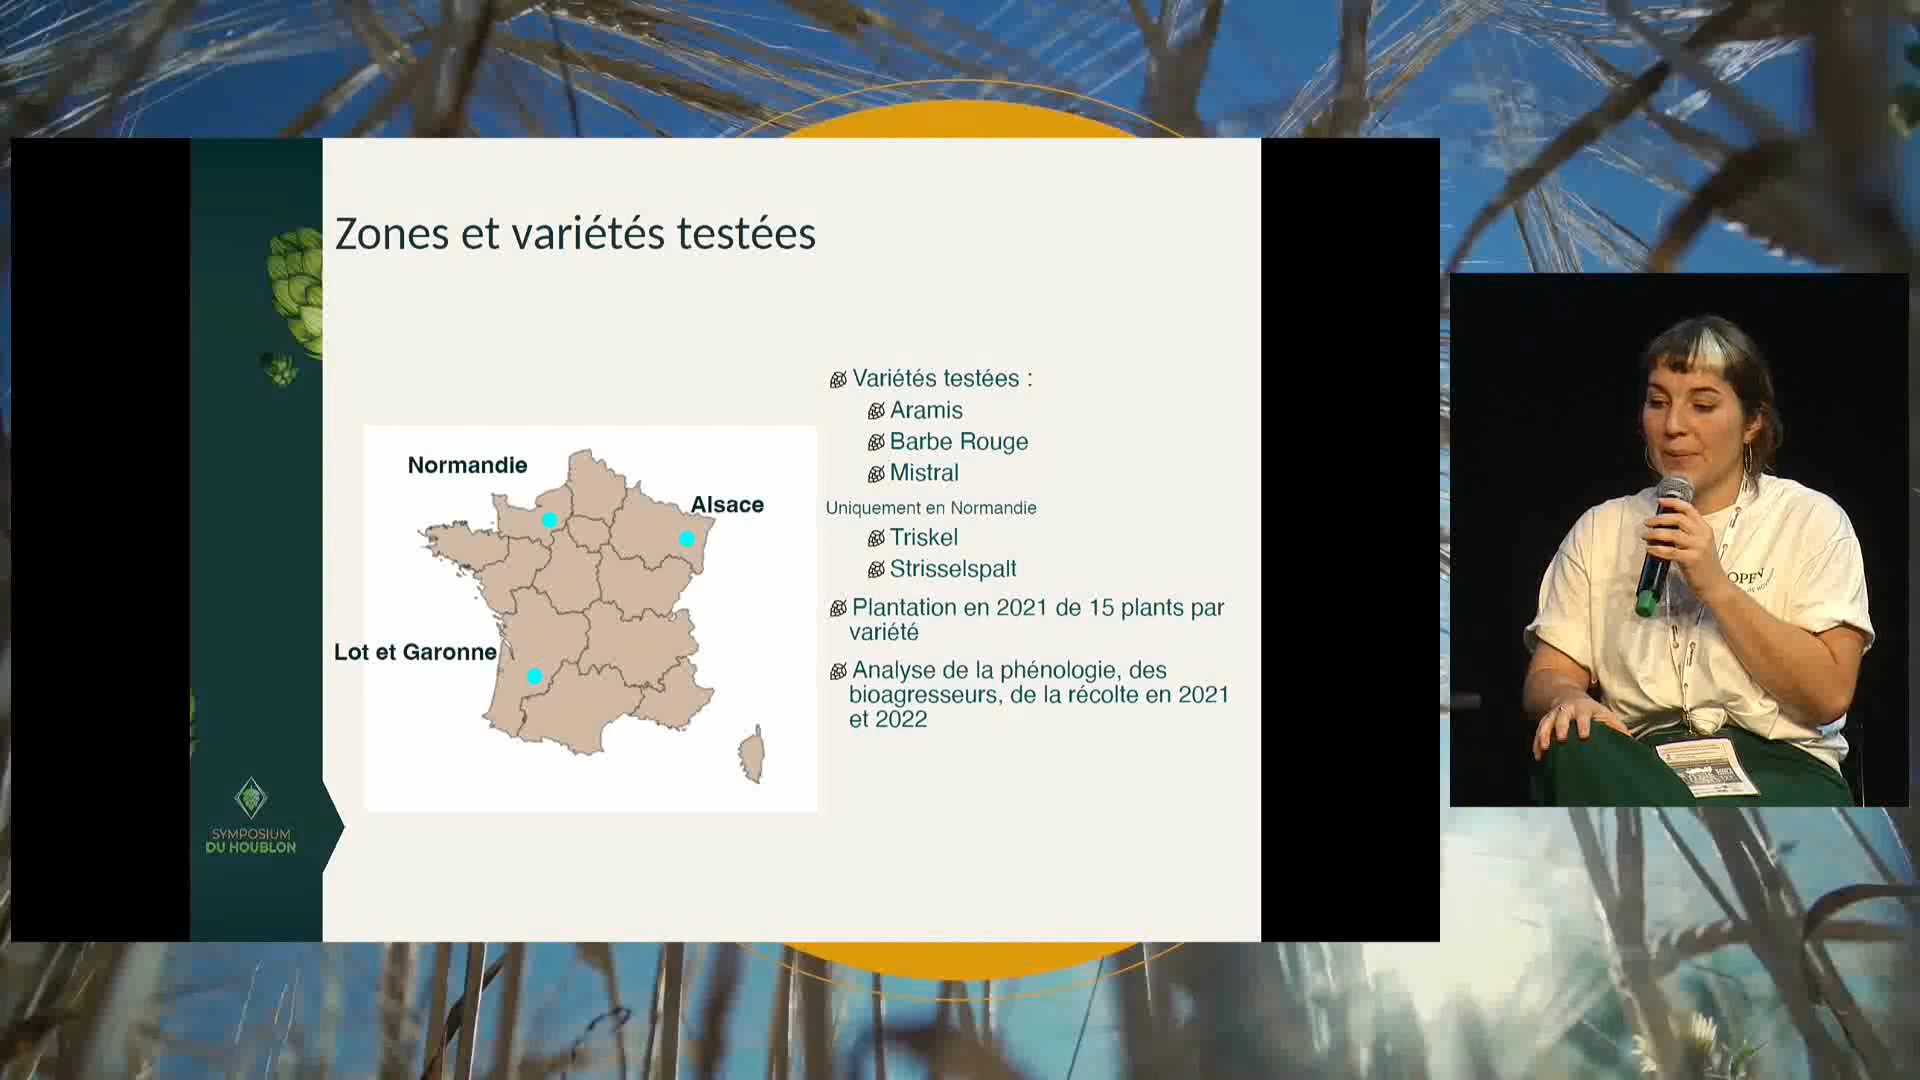 Zones et variétés testées
Normandie
Alsace
Lot et Garonne
Variétés testées :
Aramis
Barbe Rouge
Mistral
Uniquement en Normandie
Triskel
Strisselspalt
Plantation en 2021 de 15 plants par
variété
Analyse de la phénologie, des
bioagresseurs, de la récolte en 2021
et 2022
SYMPOSIUM
DU HOUBLON